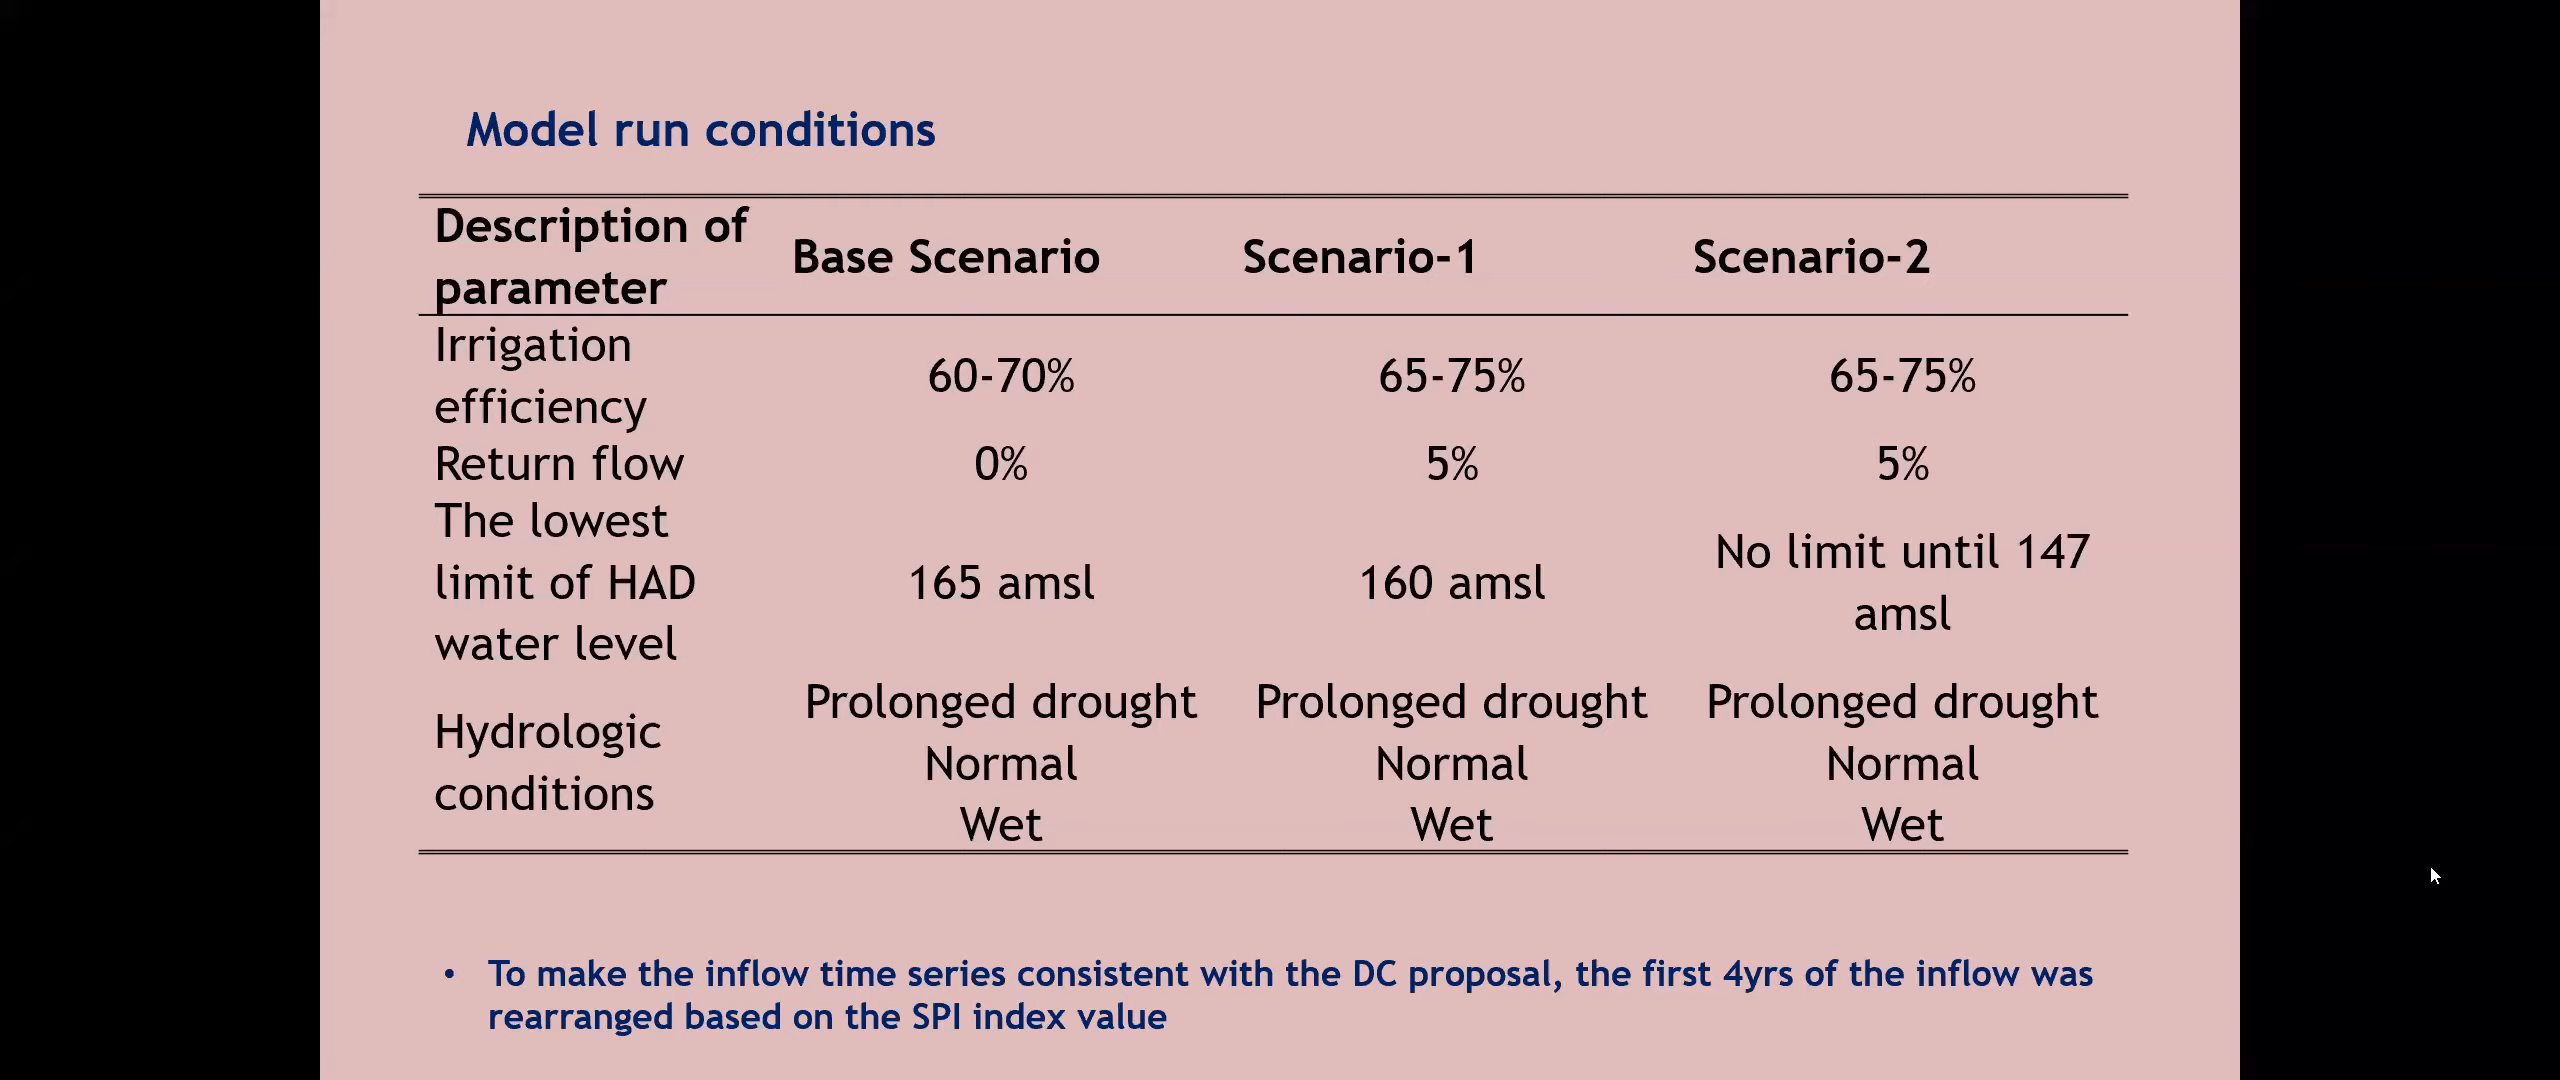 Model run conditions
Description of parameter
Base Scenario
Scenario-1
Scenario-2
Irrigation efficiency
60-70%
65-75%
65-75%
Return flow
0%
5%
5%
The lowest limit of HAD water level
165 amsl
160 amsl
No limit until 147 amsl
Hydrologic conditions
Prolonged drought
Normal
Wet
Prolonged drought
Normal
Wet
Prolonged drought
Normal
Wet
• To make the inflow time series consistent with the DC proposal, the first 4yrs of the inflow was
rearranged based on the SPI index value